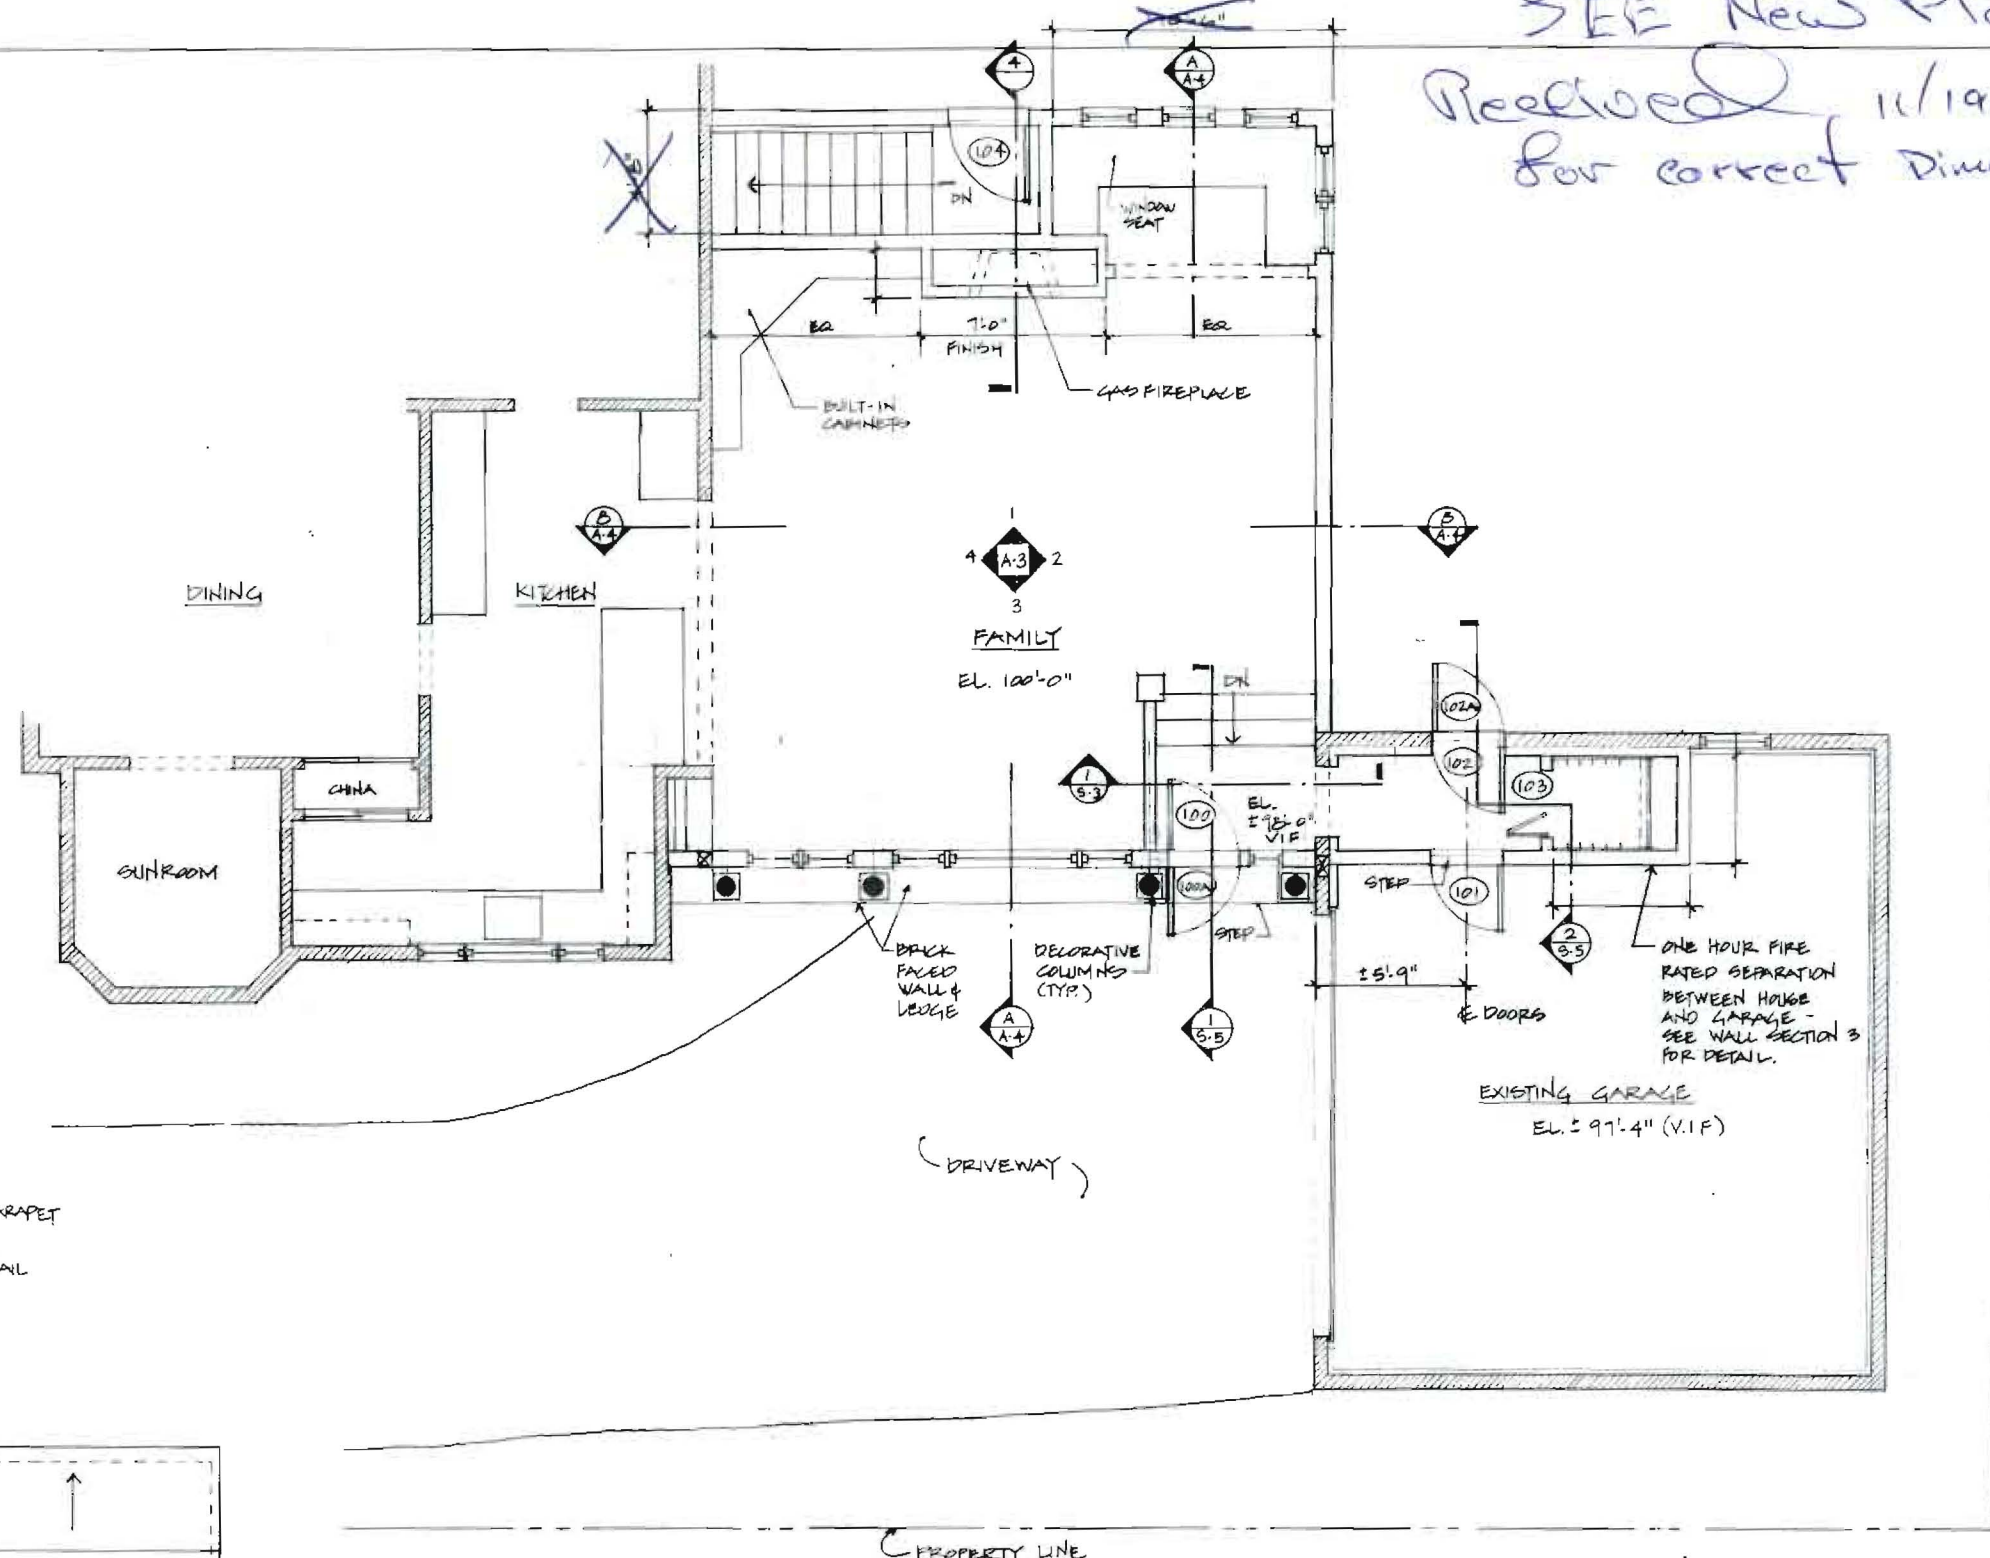 SEE New
Received 11/19
for correct
4
A
A-4
104
DN
WINDOW
SEAT
EQ
7'-0"
FINISH
EQ
BUILT-IN
CABINETS
GAS FIREPLACE
B
A-4
B
A-4
1
4 A-3 2
3
DINING
KITCHEN
FAMILY
EL. 100'-0"
DN
102A
102
103
CHINA
1
S-3
100
EL.
±98'-0"
V.I.F
SUNROOM
100A
STEP
101
STEP
BRICK
FACED
WALL &
LEDGE
DECORATIVE
COLUMNS
(TYP.)
±5'-9"
℄ DOORS
2
S-5
ONE HOUR FIRE
RATED SEPARATION
BETWEEN HOUSE
AND GARAGE -
SEE WALL SECTION 3
FOR DETAIL.
A
A-4
1
S-5
EXISTING GARAGE
EL. ± 97'-4" (V.I.F)
DRIVEWAY
PROPERTY LINE